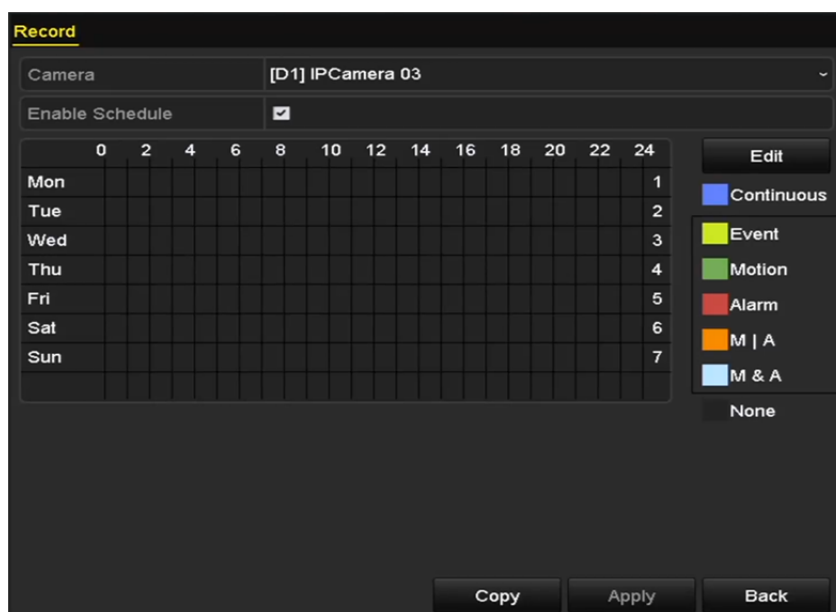 Record
Camera [D1] IPCamera 03
Enable Schedule
0 2 4 6 8 10 12 14 16 18 20 22 24
Mon 1
Tue 2
Wed 3
Thu 4
Fri 5
Sat 6
Sun 7
Edit
Continuous
Event
Motion
Alarm
M | A
M & A
None
Copy Apply Back